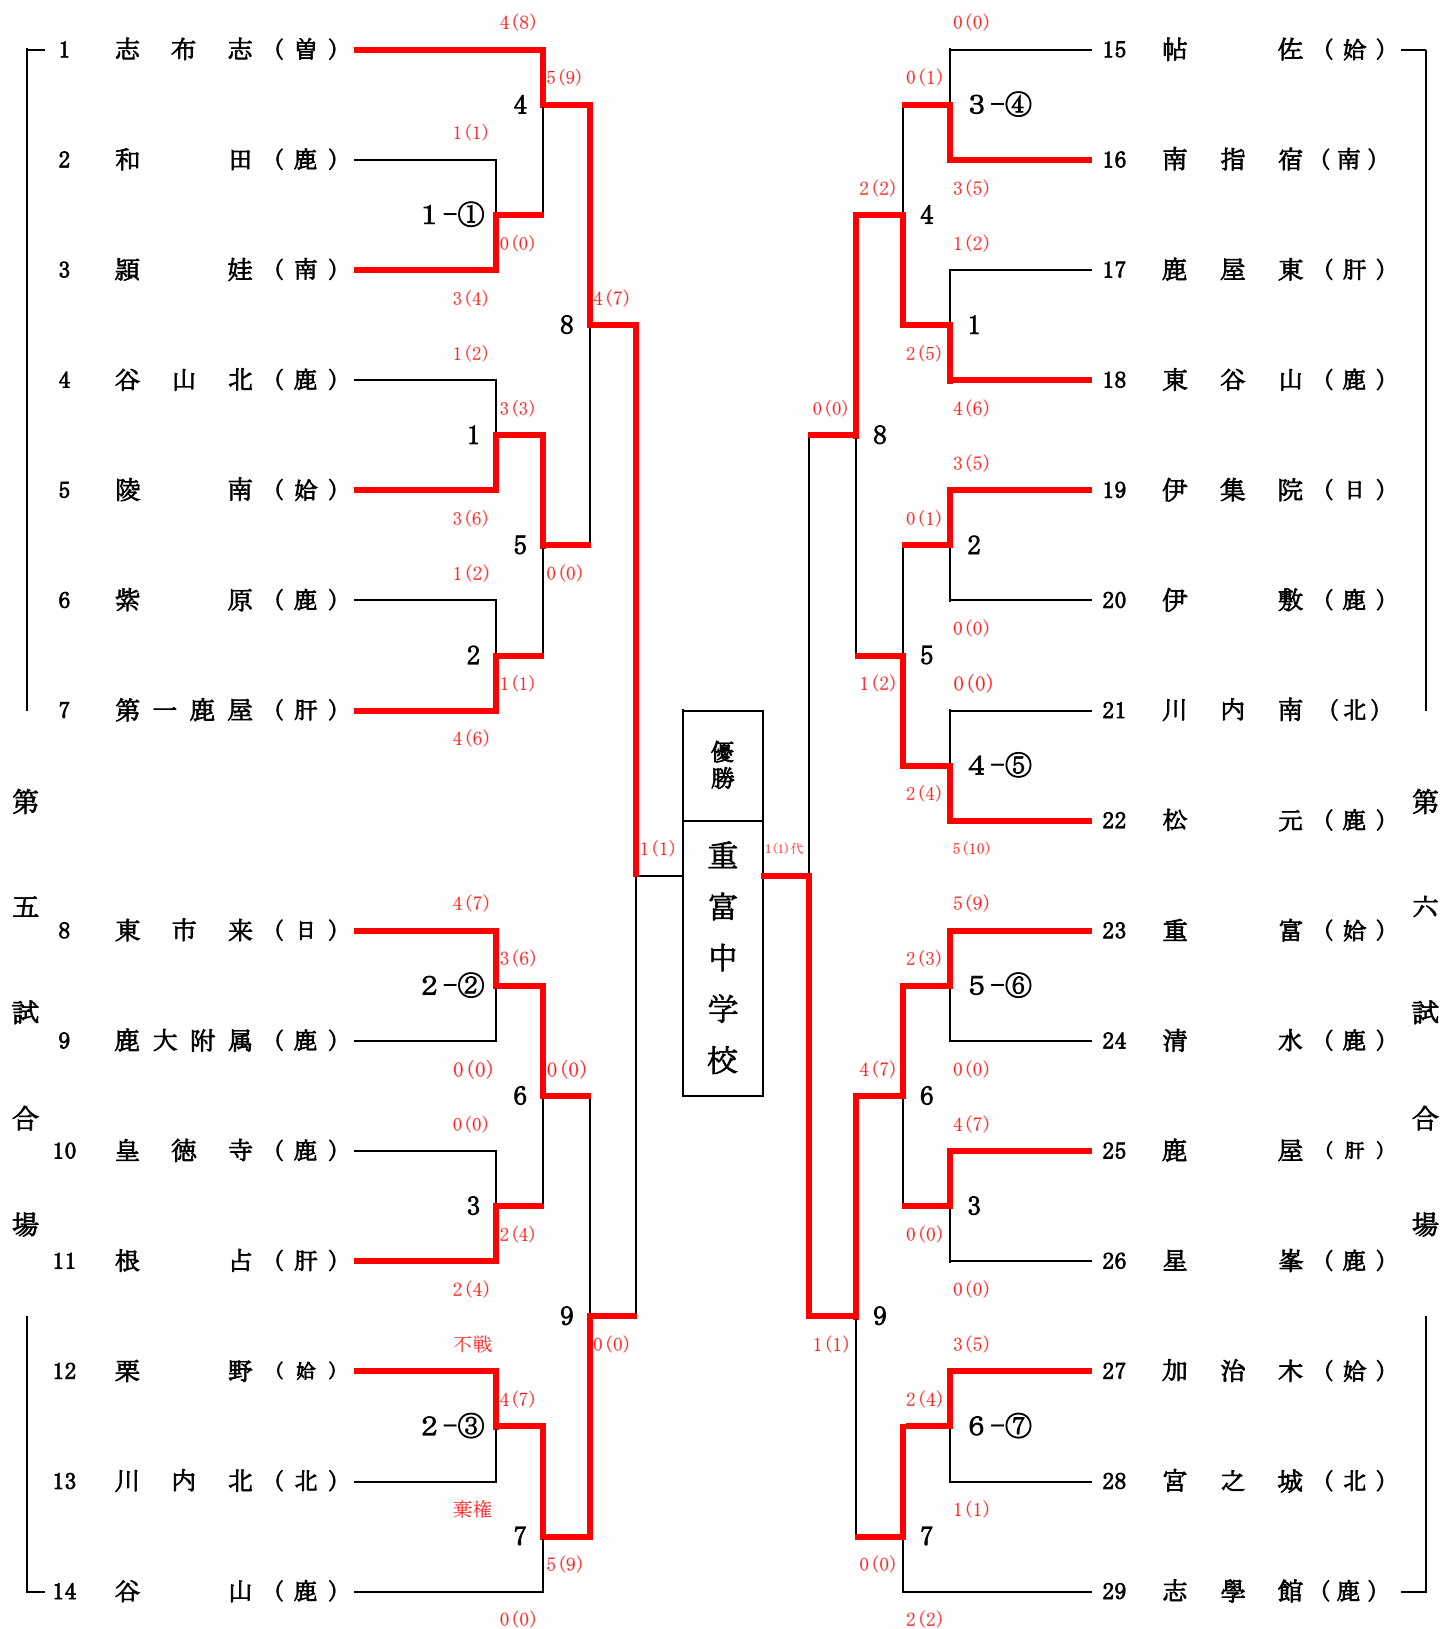 4(8)
1 志布志(曽)
5(9)
4
1(1)
2 和田(鹿)
1-①
0(0)
3 頴娃(南)
3(4)
4(7)
8
1(2)
4 谷山北(鹿)
3(3)
1
5 陵南(姶)
3(6)
5
1(2)
0(0)
6 紫原(鹿)
2
1(1)
7 第一鹿屋(肝)
4(6)
第五試合場
4(7)
8 東市来(日)
3(6)
2-②
9 鹿大附属(鹿)
0(0)
0(0)
6
0(0)
10 皇徳寺(鹿)
3
2(4)
11 根占(肝)
2(4)
9
不戦
0(0)
12 栗野(姶)
4(7)
2-③
13 川内北(北)
棄権
7
5(9)
14 谷山(鹿)
0(0)
1(1)
優勝
重富中学校
1(1)代
0(0)
15 帖佐(姶)
0(1)
3-④
16 南指宿(南)
2(2)
3(5)
4
1(2)
17 鹿屋東(肝)
1
2(5)
18 東谷山(鹿)
0(0)
4(6)
8
3(5)
19 伊集院(日)
0(1)
2
20 伊敷(鹿)
0(0)
5
1(2)
0(0)
21 川内南(北)
4-⑤
2(4)
22 松元(鹿)
5(10)
第六試合場
5(9)
23 重富(姶)
2(3)
5-⑥
24 清水(鹿)
4(7)
0(0)
6
4(7)
25 鹿屋(肝)
3
0(0)
26 星峯(鹿)
0(0)
9
1(1)
3(5)
27 加治木(姶)
2(4)
6-⑦
28 宮之城(北)
1(1)
7
0(0)
29 志學館(鹿)
2(2)